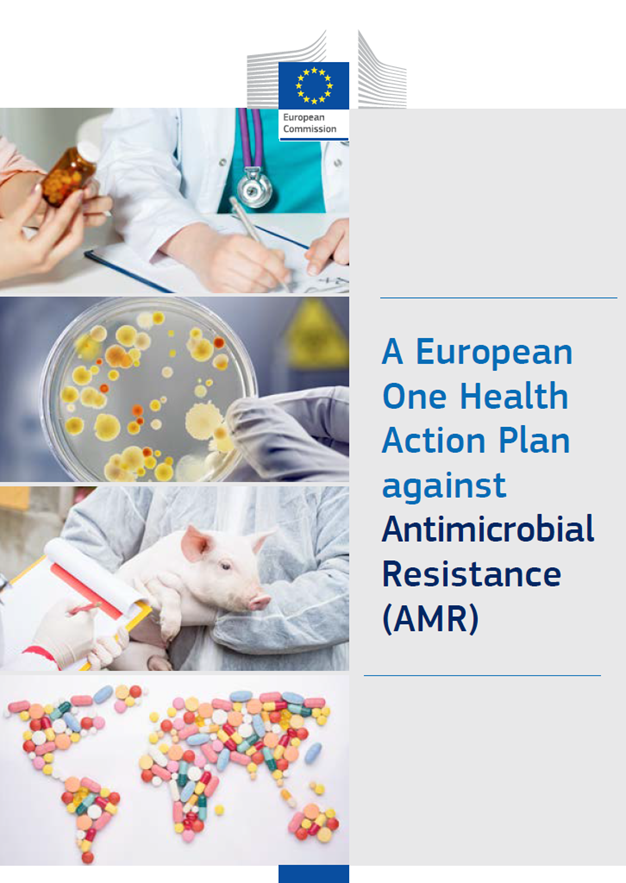 European
Commission
A European
One Health
Action Plan
against
Antimicrobial
Resistance
(AMR)